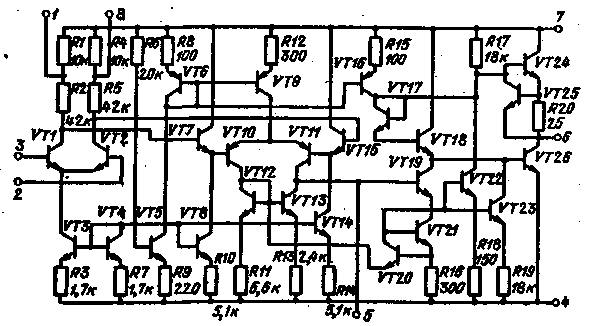 1 8 7
R1 10к R4 10к R6 20к R8 100 R12 300 R15 100 R17 18к VT24
VT6 VT9 VT16 VT17 VT25
R2 42к R5 42к R20 25
VT1 VT2 VT7 VT10 VT11 VT15 VT18 6
3 VT12 VT19 VT26
2 VT13 VT22 VT23
VT3 VT4 VT5 VT8 VT14 VT21
VT20
R3 1,7к R7 1,7к R9 220 R10 5,1к R11 5,6к R13 2,4к R14 5,1к R16 300 R18 150 R19 18к 4
5